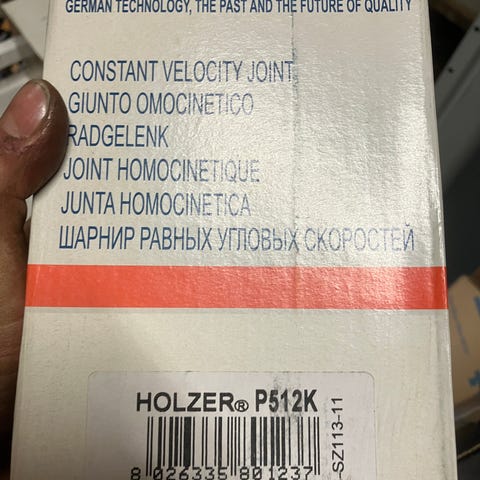 GERMAN TECHNOLOGY, THE PAST AND THE FUTURE OF QUALITY
CONSTANT VELOCITY JOINT
GIUNTO OMOCINETICO
RADGELENK
JOINT HOMOCINETIQUE
JUNTA HOMOCINETICA
ШАРНИР РАВНЫХ УГЛОВЫХ СКОРОСТЕЙ
HOLZER® P512K
8 026335 801237
-SZ113-11